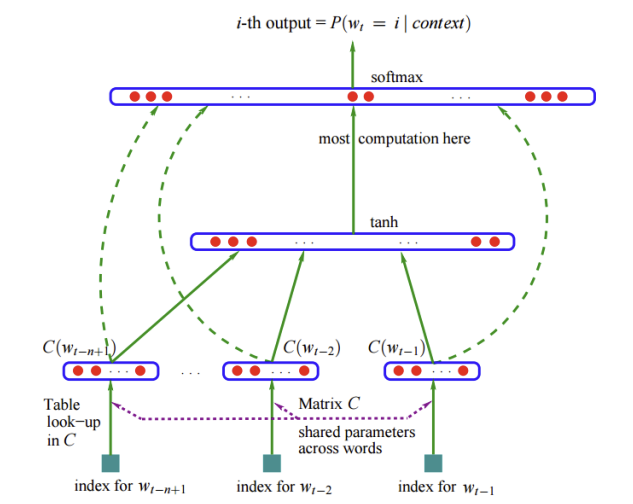 i-th output = P(w_t = i | context)
softmax
. . .
. . .
most computation here
tanh
. . .
. . .
C(w_{t−n+1})
C(w_{t−2})
C(w_{t−1})
. . .
. . .
. . .
. . .
Table
look−up
in C
Matrix C
shared parameters
across words
index for w_{t−n+1}
index for w_{t−2}
index for w_{t−1}